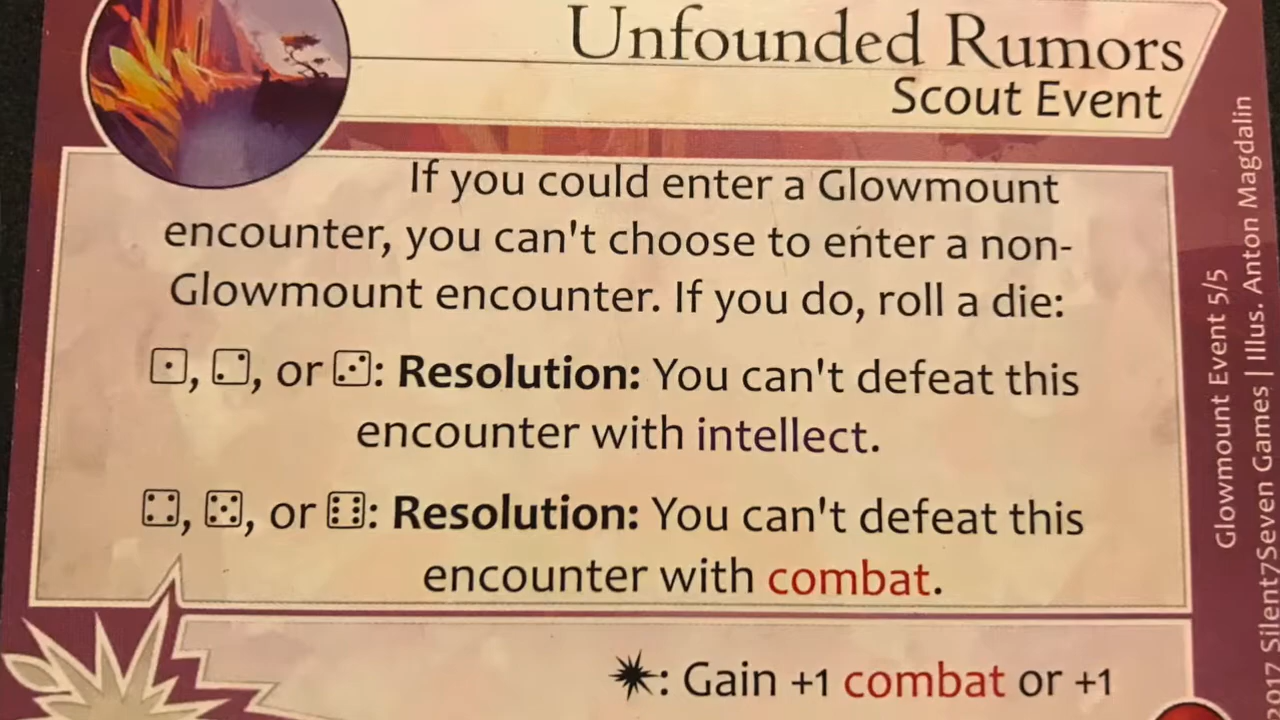 Unfounded Rumors
Scout Event
If you could enter a Glowmount
encounter, you can't choose to enter a non-
Glowmount encounter. If you do, roll a die:
⚀, ⚁, or ⚂: Resolution: You can't defeat this
encounter with intellect.
⚃, ⚄, or ⚅: Resolution: You can't defeat this
encounter with combat.
: Gain +1 combat or +1
Glowmount Event 5/5
2017 Silent7Seven Games | Illus. Anton Magdalin